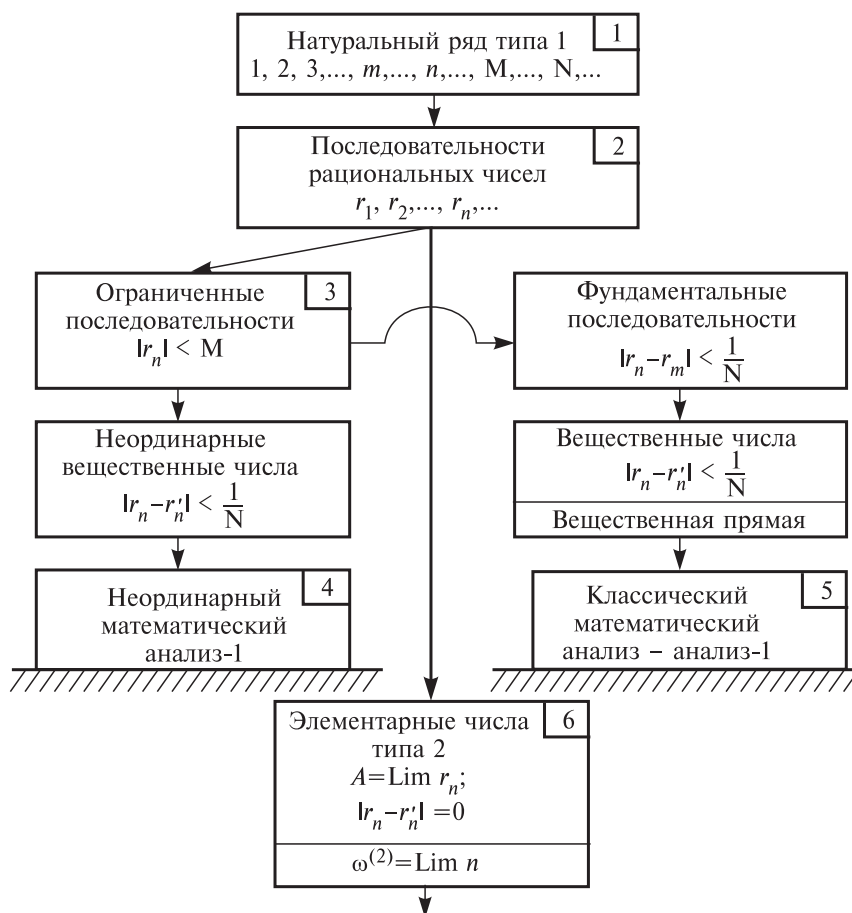 Натуральный ряд типа 1
1
1, 2, 3,..., m,..., n,..., M,..., N,...
Последовательности
2
рациональных чисел
r₁, r₂,..., rₙ,...
Ограниченные
3
последовательности
|rₙ| < M
Фундаментальные
последовательности
|rₙ–rₘ| < 1/N
Неординарные
вещественные числа
|rₙ–r′ₙ| < 1/N
Вещественные числа
|rₙ–r′ₙ| < 1/N
Вещественная прямая
Неординарный
4
математический
анализ-1
Классический
5
математический
анализ – анализ-1
Элементарные числа
6
типа 2
A=Lim rₙ;
|rₙ–r′ₙ| =0
ω⁽²⁾=Lim n